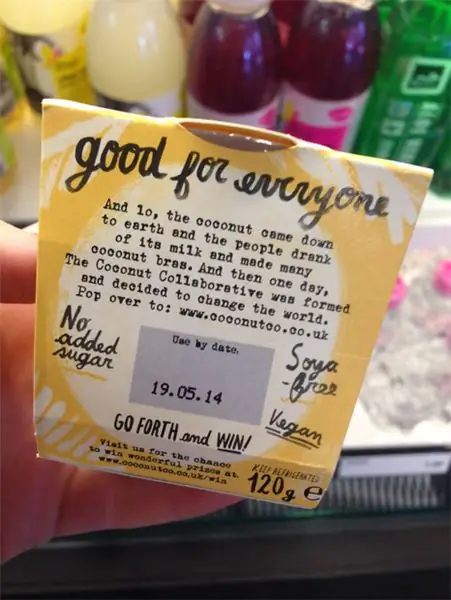 good for everyone
And lo, the coconut came down
to earth and the people drank
of its milk and made many
coconut bras. And then one day,
The Coconut Collaborative was formed
and decided to change the world.
Pop over to: www.coconutco.co.uk
No
added
sugar
Use by date.
19.05.14
Soya
-free
Vegan
GO FORTH and WIN!
Visit us for the chance
to win wonderful prizes at
www.coconutco.co.uk/win
KEEP REFRIGERATED
120g e